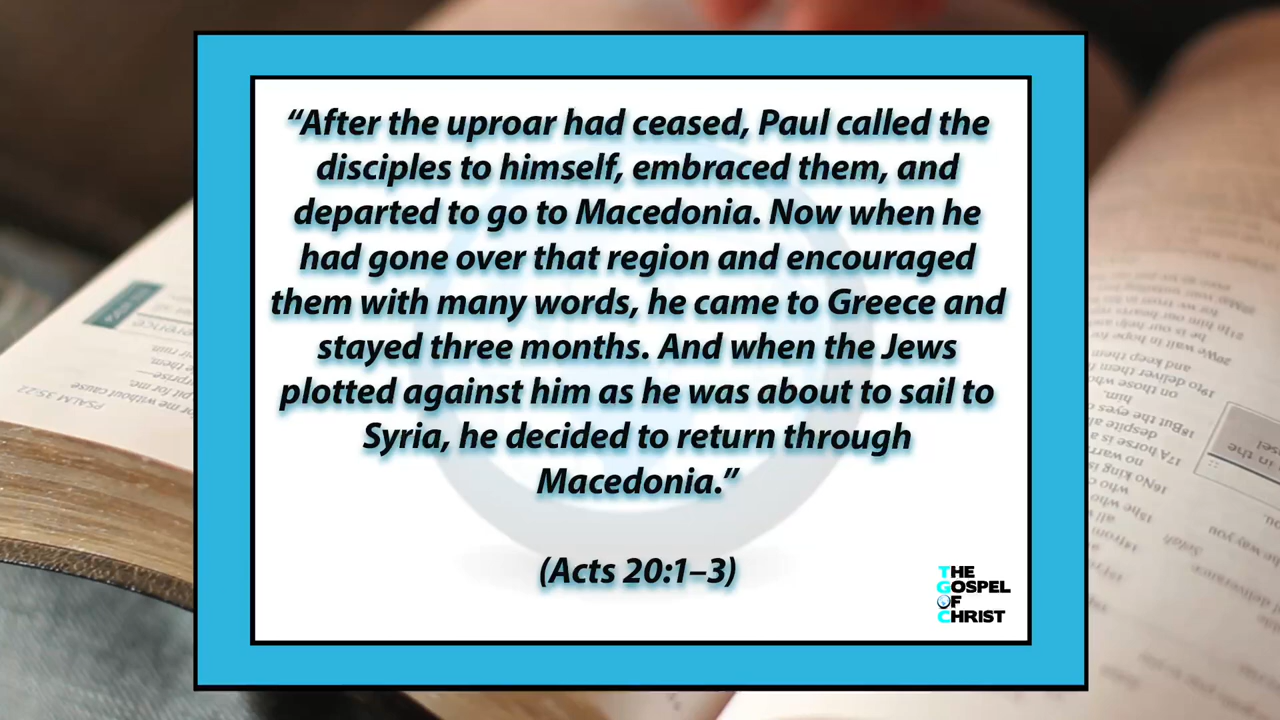 “After the uproar had ceased, Paul called the
disciples to himself, embraced them, and
departed to go to Macedonia. Now when he
had gone over that region and encouraged
them with many words, he came to Greece and
stayed three months. And when the Jews
plotted against him as he was about to sail to
Syria, he decided to return through
Macedonia.”
(Acts 20:1–3)
THE
GOSPEL
OF
CHRIST
PSALM 35:22